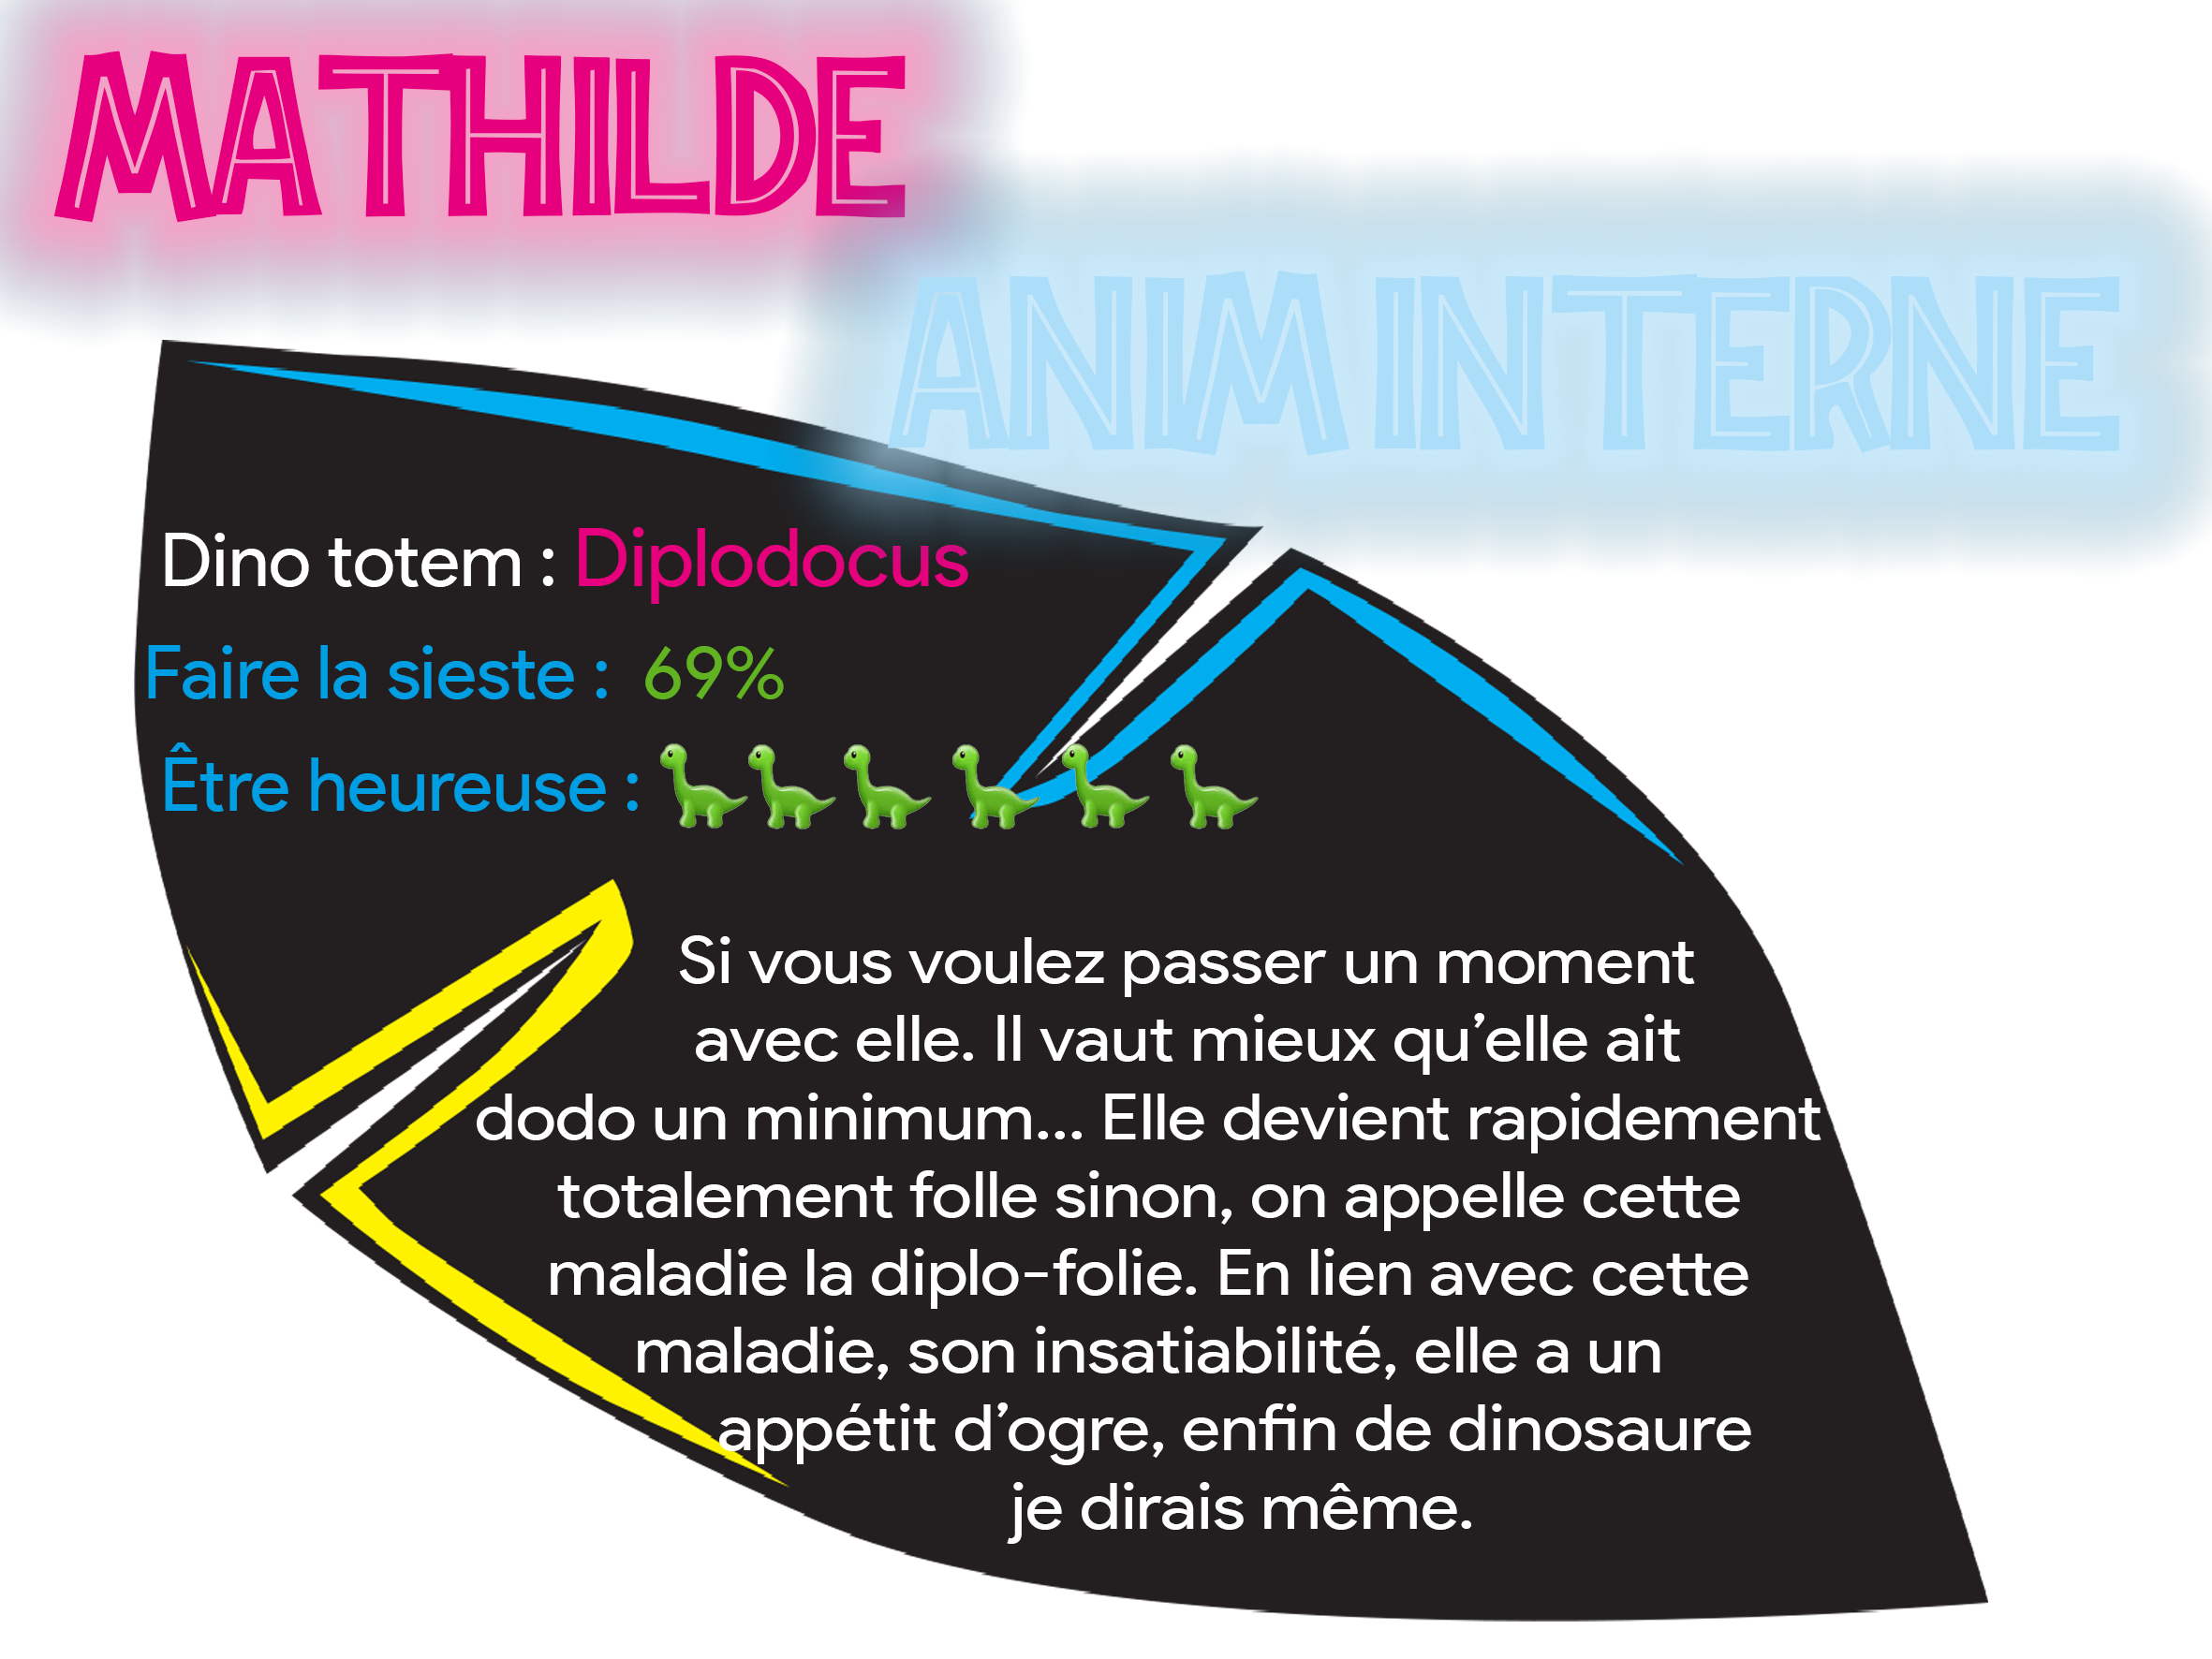 MATHILDE
ANIM INTERNE
Dino totem : Diplodocus
Faire la sieste : 69%
Être heureuse : 🦕🦕🦕🦕🦕🦕
Si vous voulez passer un moment
avec elle. Il vaut mieux qu’elle ait
dodo un minimum... Elle devient rapidement
totalement folle sinon, on appelle cette
maladie la diplo-folie. En lien avec cette
maladie, son insatiabilité, elle a un
appétit d’ogre, enfin de dinosaure
je dirais même.